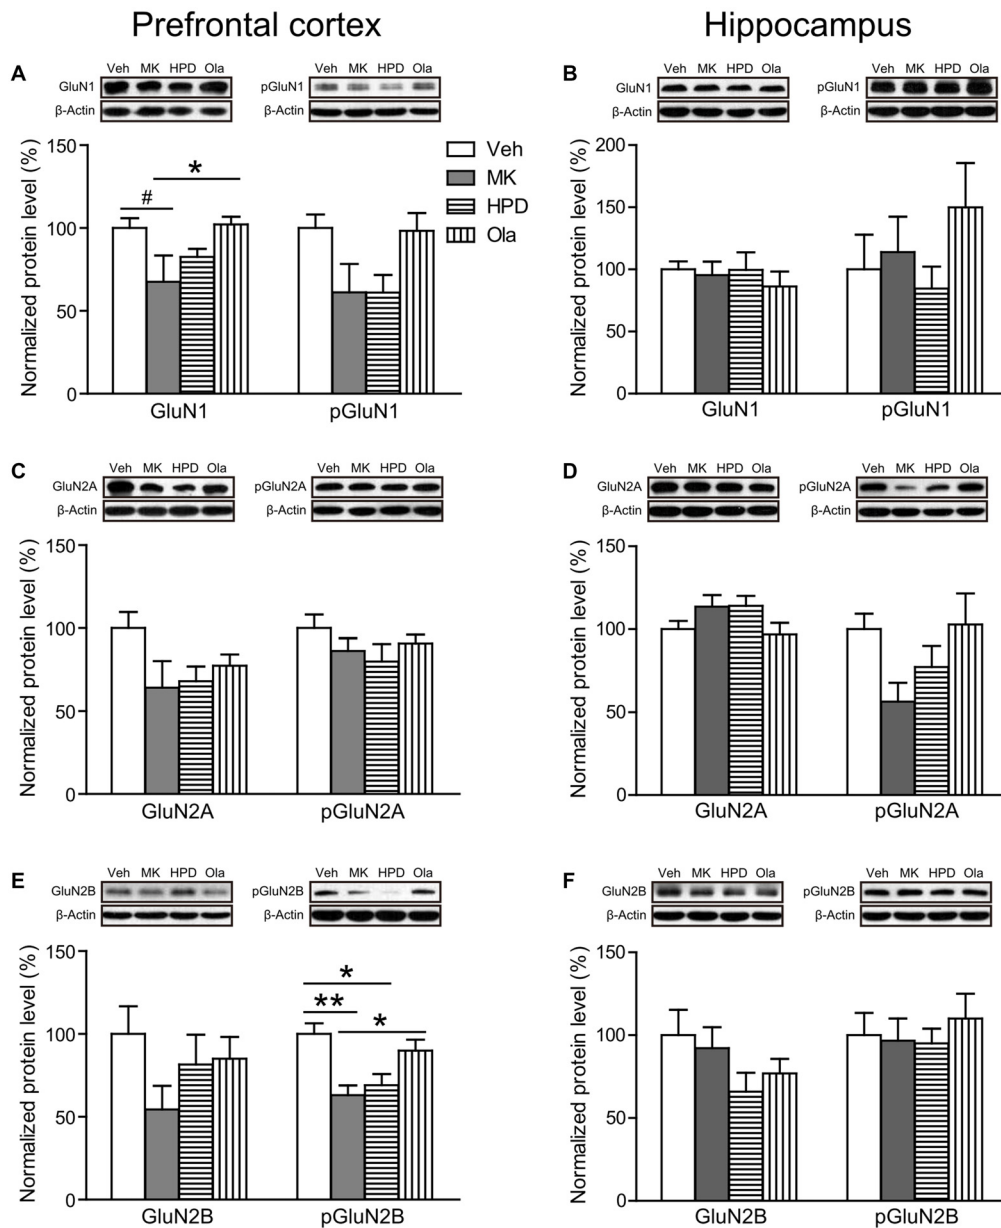 Prefrontal cortex
Hippocampus
A
Veh MK HPD Ola
GluN1
β-Actin
Veh MK HPD Ola
pGluN1
β-Actin
Normalized protein level (%)
150
100
50
0
#
*
GluN1
pGluN1
Veh
MK
HPD
Ola
B
Veh MK HPD Ola
GluN1
β-Actin
Veh MK HPD Ola
pGluN1
β-Actin
Normalized protein level (%)
200
150
100
50
0
GluN1
pGluN1
C
Veh MK HPD Ola
GluN2A
β-Actin
Veh MK HPD Ola
pGluN2A
β-Actin
Normalized protein level (%)
150
100
50
0
GluN2A
pGluN2A
D
Veh MK HPD Ola
GluN2A
β-Actin
Veh MK HPD Ola
pGluN2A
β-Actin
Normalized protein level (%)
150
100
50
0
GluN2A
pGluN2A
E
Veh MK HPD Ola
GluN2B
β-Actin
Veh MK HPD Ola
pGluN2B
β-Actin
Normalized protein level (%)
150
100
50
0
*
**
*
GluN2B
pGluN2B
F
Veh MK HPD Ola
GluN2B
β-Actin
Veh MK HPD Ola
pGluN2B
β-Actin
Normalized protein level (%)
150
100
50
0
GluN2B
pGluN2B